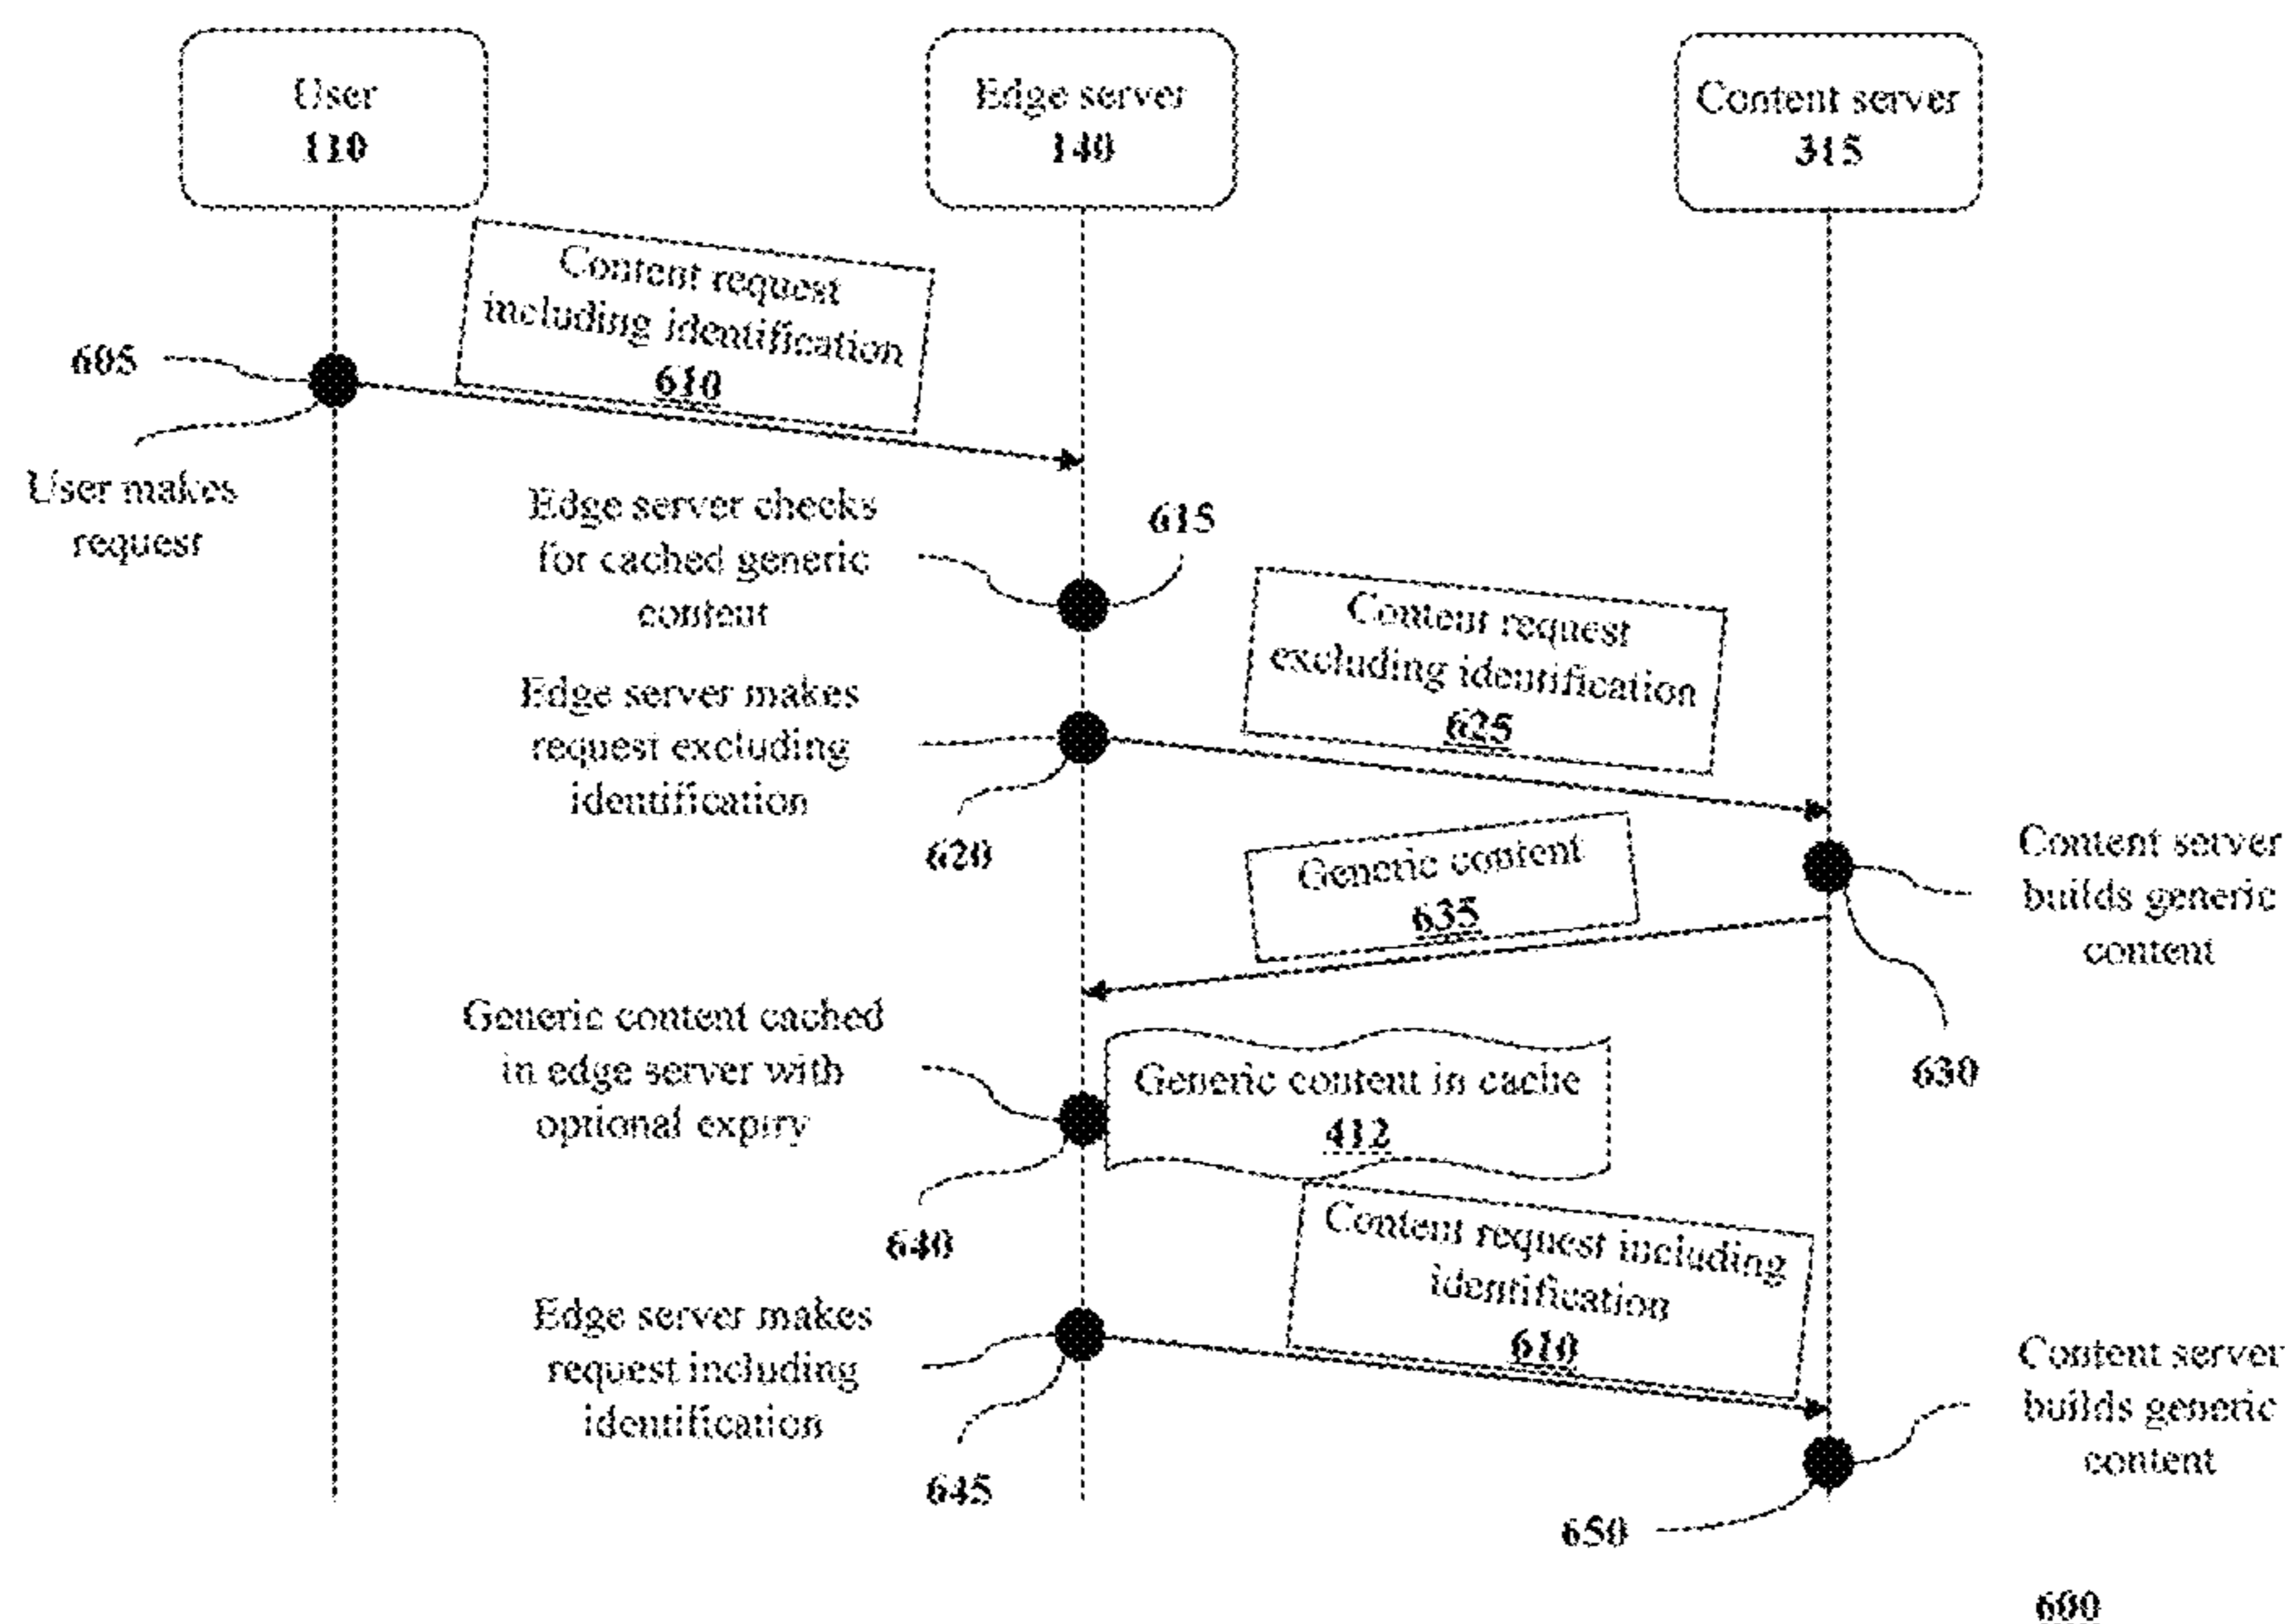 User
110
Edge server
140
Content server
315
Content request
including identification
610
605
User makes
request
Edge server checks
for cached generic
content
615
Content request
excluding identification
625
Edge server makes
request excluding
identification
620
Generic content
635
Content server
builds generic
content
630
Generic content cached
in edge server with
optional expiry
640
Generic content in cache
412
Content request including
identification
610
Edge server makes
request including
identification
645
Content server
builds generic
content
650
600